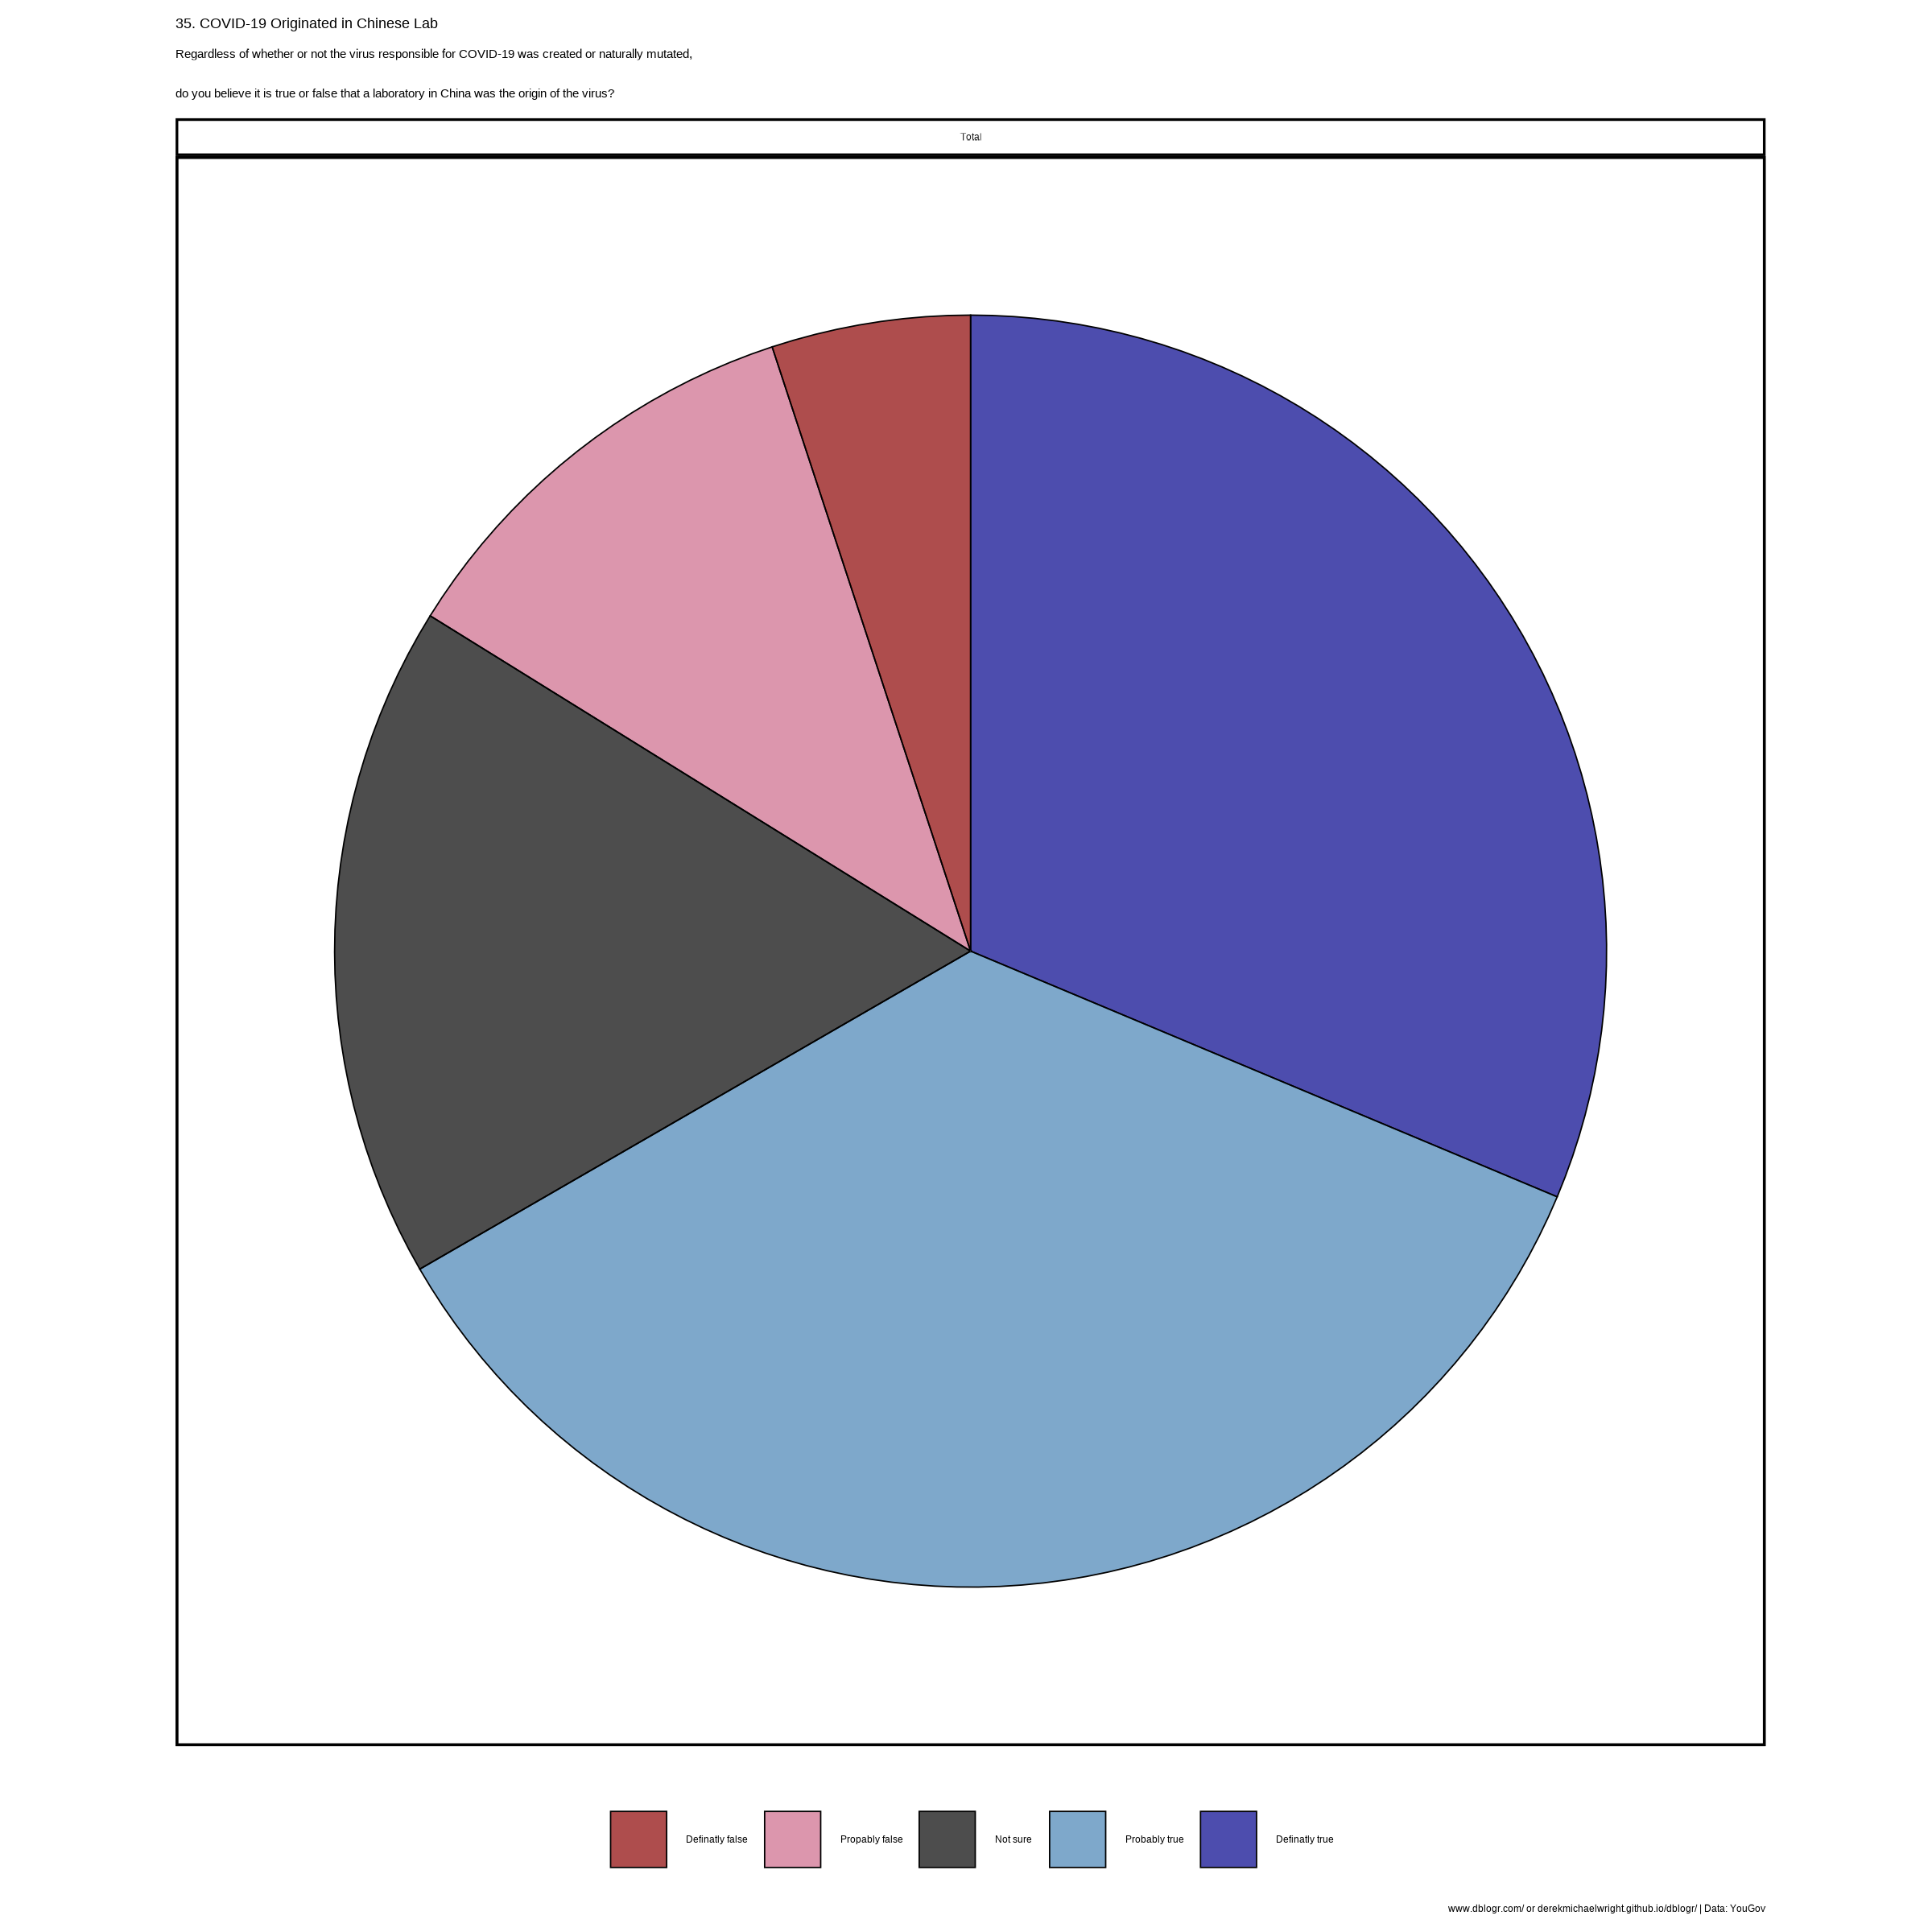 35. COVID-19 Originated in Chinese Lab
Regardless of whether or not the virus responsible for COVID-19 was created or naturally mutated,
do you believe it is true or false that a laboratory in China was the origin of the virus?
Total
Definatly false
Propably false
Not sure
Probably true
Definatly true
www.dblogr.com/ or derekmichaelwright.github.io/dblogr/ | Data: YouGov